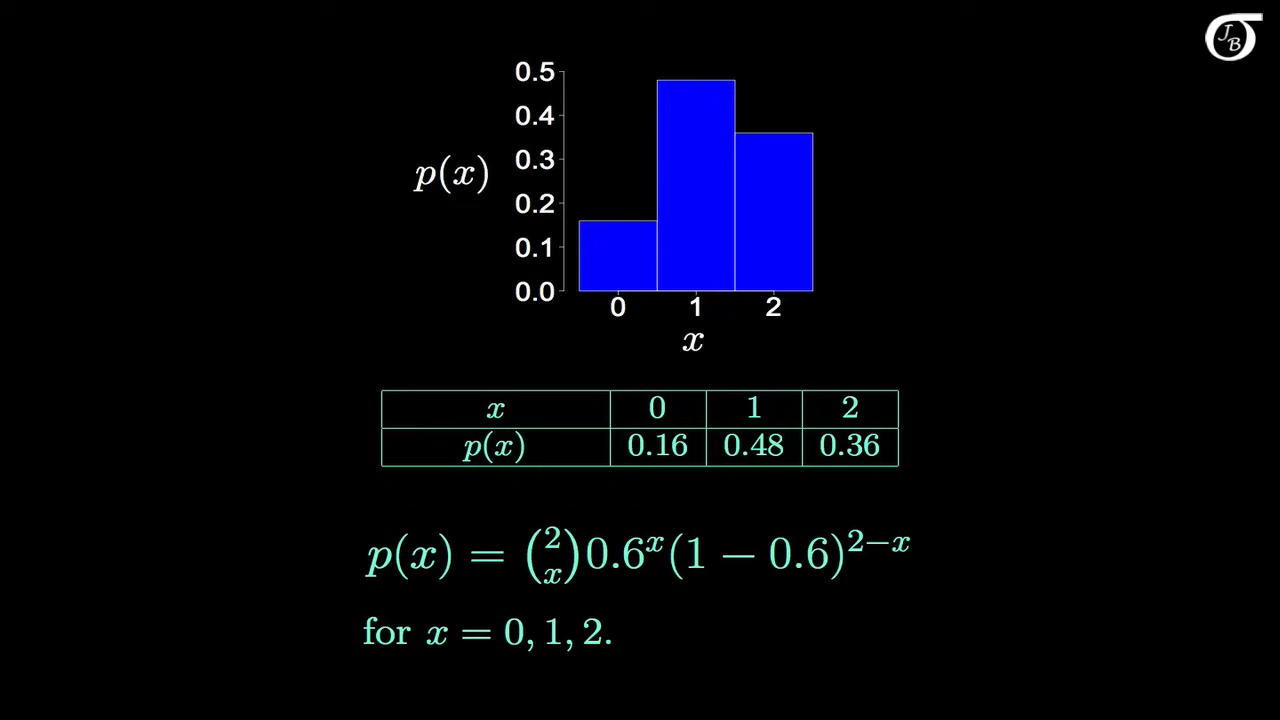 JB
0.5
0.4
0.3
0.2
0.1
0.0
p(x)
0 1 2
x
x 0 1 2
p(x) 0.16 0.48 0.36
p(x) = (2 x) 0.6^x (1 − 0.6)^{2−x}
for x = 0, 1, 2.